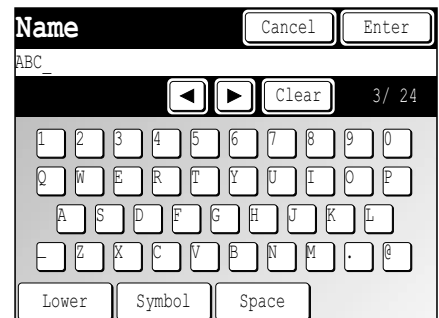 Name Cancel Enter
ABC_
◄ ► Clear 3/ 24
1 2 3 4 5 6 7 8 9 0
Q W E R T Y U I O P
A S D F G H J K L
_ Z X C V B N M . @
Lower Symbol Space